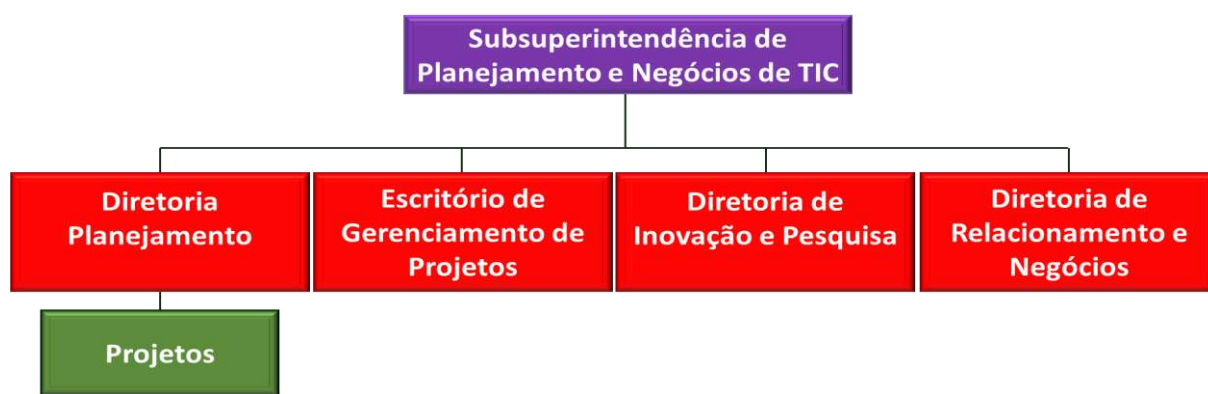 Subsuperintendência de
Planejamento e Negócios de TIC
Diretoria
Planejamento
Escritório de
Gerenciamento de
Projetos
Diretoria de
Inovação e Pesquisa
Diretoria de
Relacionamento e
Negócios
Projetos